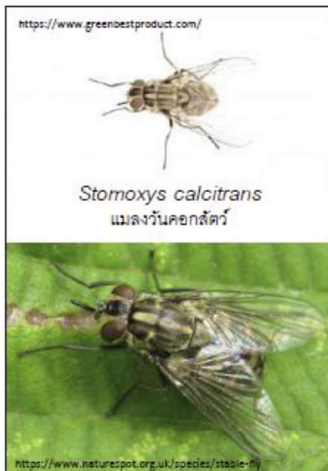 https://www.greenbestproduct.com/
Stomoxys calcitrans
แมลงวันคอกสัตว์
https://www.naturespot.org.uk/species/stable-fly